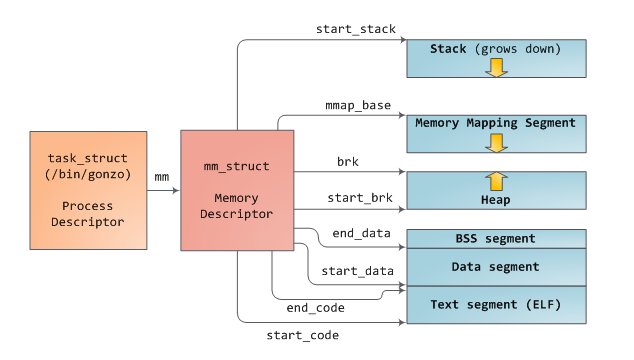 start_stack
Stack (grows down)
mmap_base
Memory Mapping Segment
task_struct
(/bin/gonzo)
Process
Descriptor
mm
mm_struct
Memory
Descriptor
brk
start_brk
Heap
end_data
BSS segment
start_data
Data segment
end_code
Text segment (ELF)
start_code